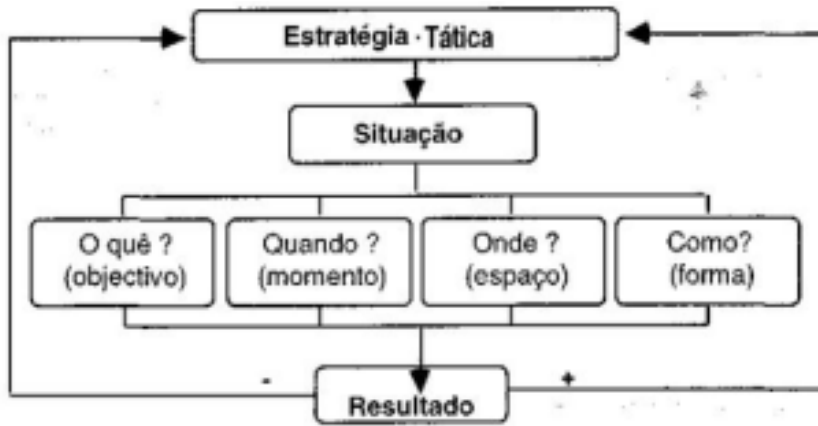 Estratégia · Tática
Situação
O quê ?
(objectivo)
Quando ?
(momento)
Onde ?
(espaço)
Como?
(forma)
-
+
Resultado